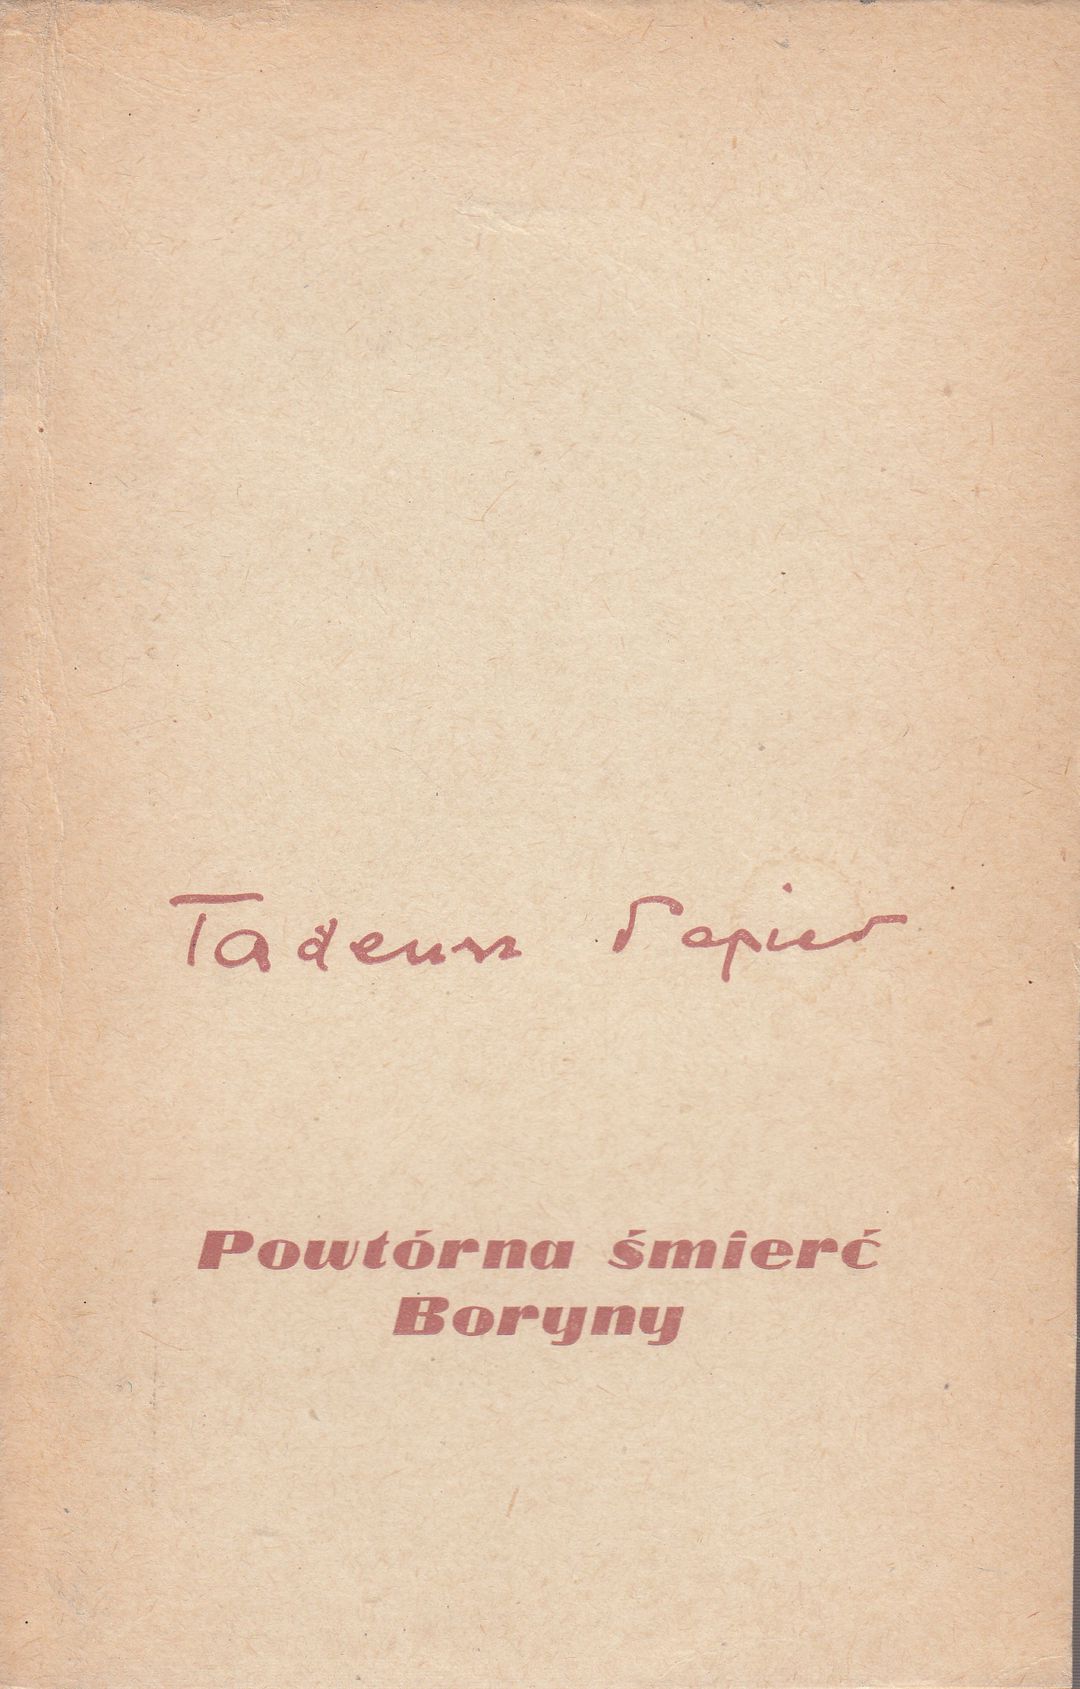 Tadeusz Papier
Powtórna śmierć
Boryny